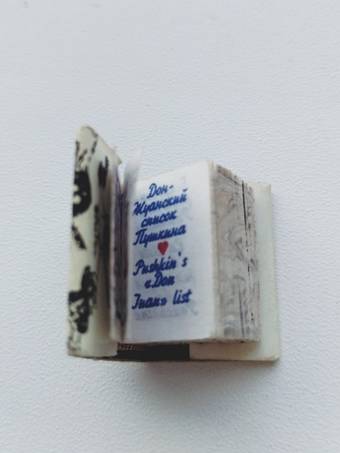 Дон-
Жуанский
список
Пушкина
Pushkin's
«Don
Juan» list